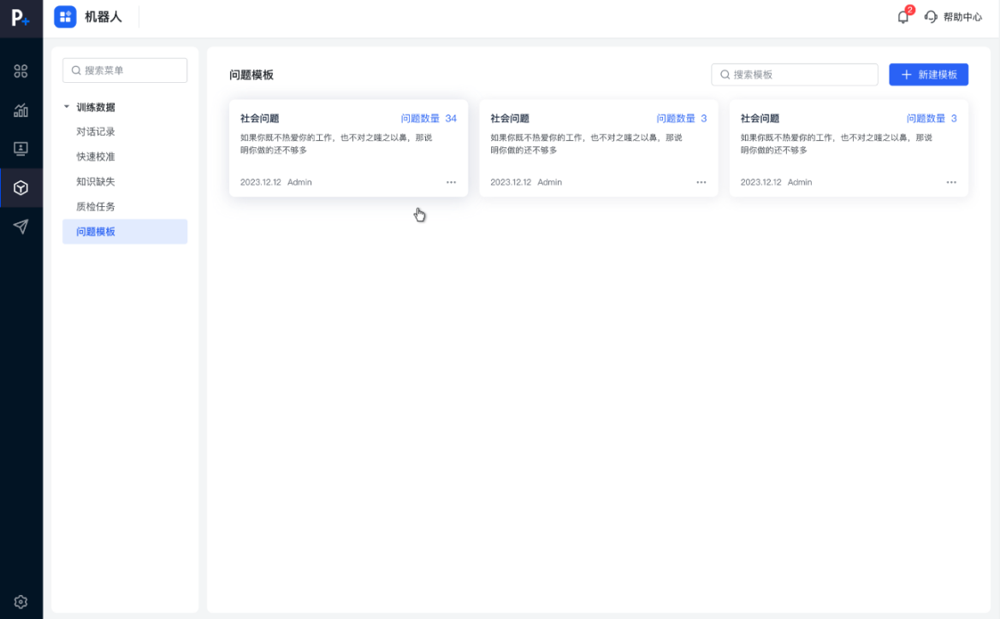 P+
机器人
2
帮助中心
搜索菜单
训练数据
对话记录
快速校准
知识缺失
质检任务
问题模板
问题模板
搜索模板
新建模板
社会问题 问题数量 34
如果你既不热爱你的工作，也不对之嗤之以鼻，那说
明你做的还不够多
2023.12.12 Admin
社会问题 问题数量 3
如果你既不热爱你的工作，也不对之嗤之以鼻，那说
明你做的还不够多
2023.12.12 Admin
社会问题 问题数量 3
如果你既不热爱你的工作，也不对之嗤之以鼻，那说
明你做的还不够多
2023.12.12 Admin